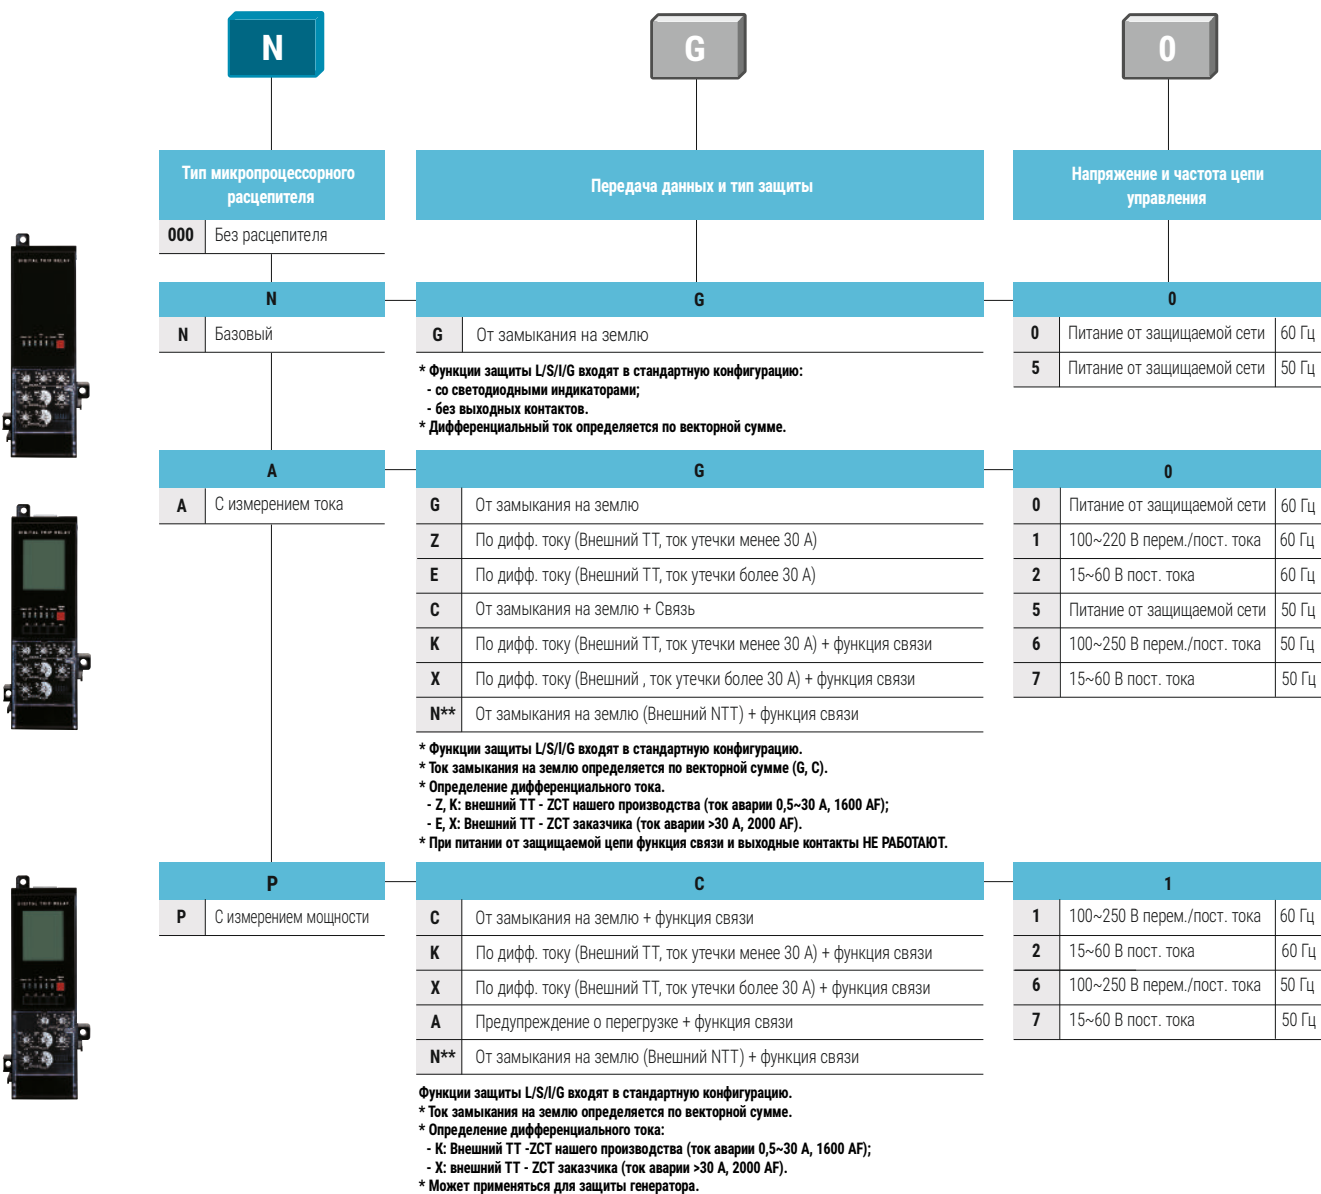 N
G
0
Тип микропроцессорного
расцепителя
Передача данных и тип защиты
Напряжение и частота цепи
управления
000 Без расцепителя
DIGITAL TRIP RELAY
N
G
0
N Базовый
G От замыкания на землю
0 Питание от защищаемой сети 60 Гц
5 Питание от защищаемой сети 50 Гц
* Функции защиты L/S/I/G входят в стандартную конфигурацию:
- со светодиодными индикаторами;
- без выходных контактов.
* Дифференциальный ток определяется по векторной сумме.
A
G
0
A С измерением тока
G От замыкания на землю
Z По дифф. току (Внешний ТТ, ток утечки менее 30 А)
E По дифф. току (Внешний ТТ, ток утечки более 30 А)
C От замыкания на землю + Связь
K По дифф. току (Внешний ТТ, ток утечки менее 30 А) + функция связи
X По дифф. току (Внешний , ток утечки более 30 А) + функция связи
N** От замыкания на землю (Внешний NTT) + функция связи
0 Питание от защищаемой сети 60 Гц
1 100~220 В перем./пост. тока 60 Гц
2 15~60 В пост. тока 60 Гц
5 Питание от защищаемой сети 50 Гц
6 100~250 В перем./пост. тока 50 Гц
7 15~60 В пост. тока 50 Гц
DIGITAL TRIP RELAY
* Функции защиты L/S/I/G входят в стандартную конфигурацию.
* Ток замыкания на землю определяется по векторной сумме (G, C).
* Определение дифференциального тока.
- Z, K: внешний ТТ - ZCT нашего производства (ток аварии 0,5~30 А, 1600 AF);
- E, X: Внешний ТТ - ZCT заказчика (ток аварии >30 А, 2000 AF).
* При питании от защищаемой цепи функция связи и выходные контакты НЕ РАБОТАЮТ.
P
C
1
P С измерением мощности
C От замыкания на землю + функция связи
K По дифф. току (Внешний ТТ, ток утечки менее 30 А) + функция связи
X По дифф. току (Внешний ТТ, ток утечки более 30 А) + функция связи
A Предупреждение о перегрузке + функция связи
N** От замыкания на землю (Внешний NTT) + функция связи
1 100~250 В перем./пост. тока 60 Гц
2 15~60 В пост. тока 60 Гц
6 100~250 В перем./пост. тока 50 Гц
7 15~60 В пост. тока 50 Гц
DIGITAL TRIP RELAY
Функции защиты L/S/I/G входят в стандартную конфигурацию.
* Ток замыкания на землю определяется по векторной сумме.
* Определение дифференциального тока:
- K: Внешний ТТ -ZCT нашего производства (ток аварии 0,5~30 А, 1600 AF);
- X: внешний ТТ - ZCT заказчика (ток аварии >30 А, 2000 AF).
* Может применяться для защиты генератора.